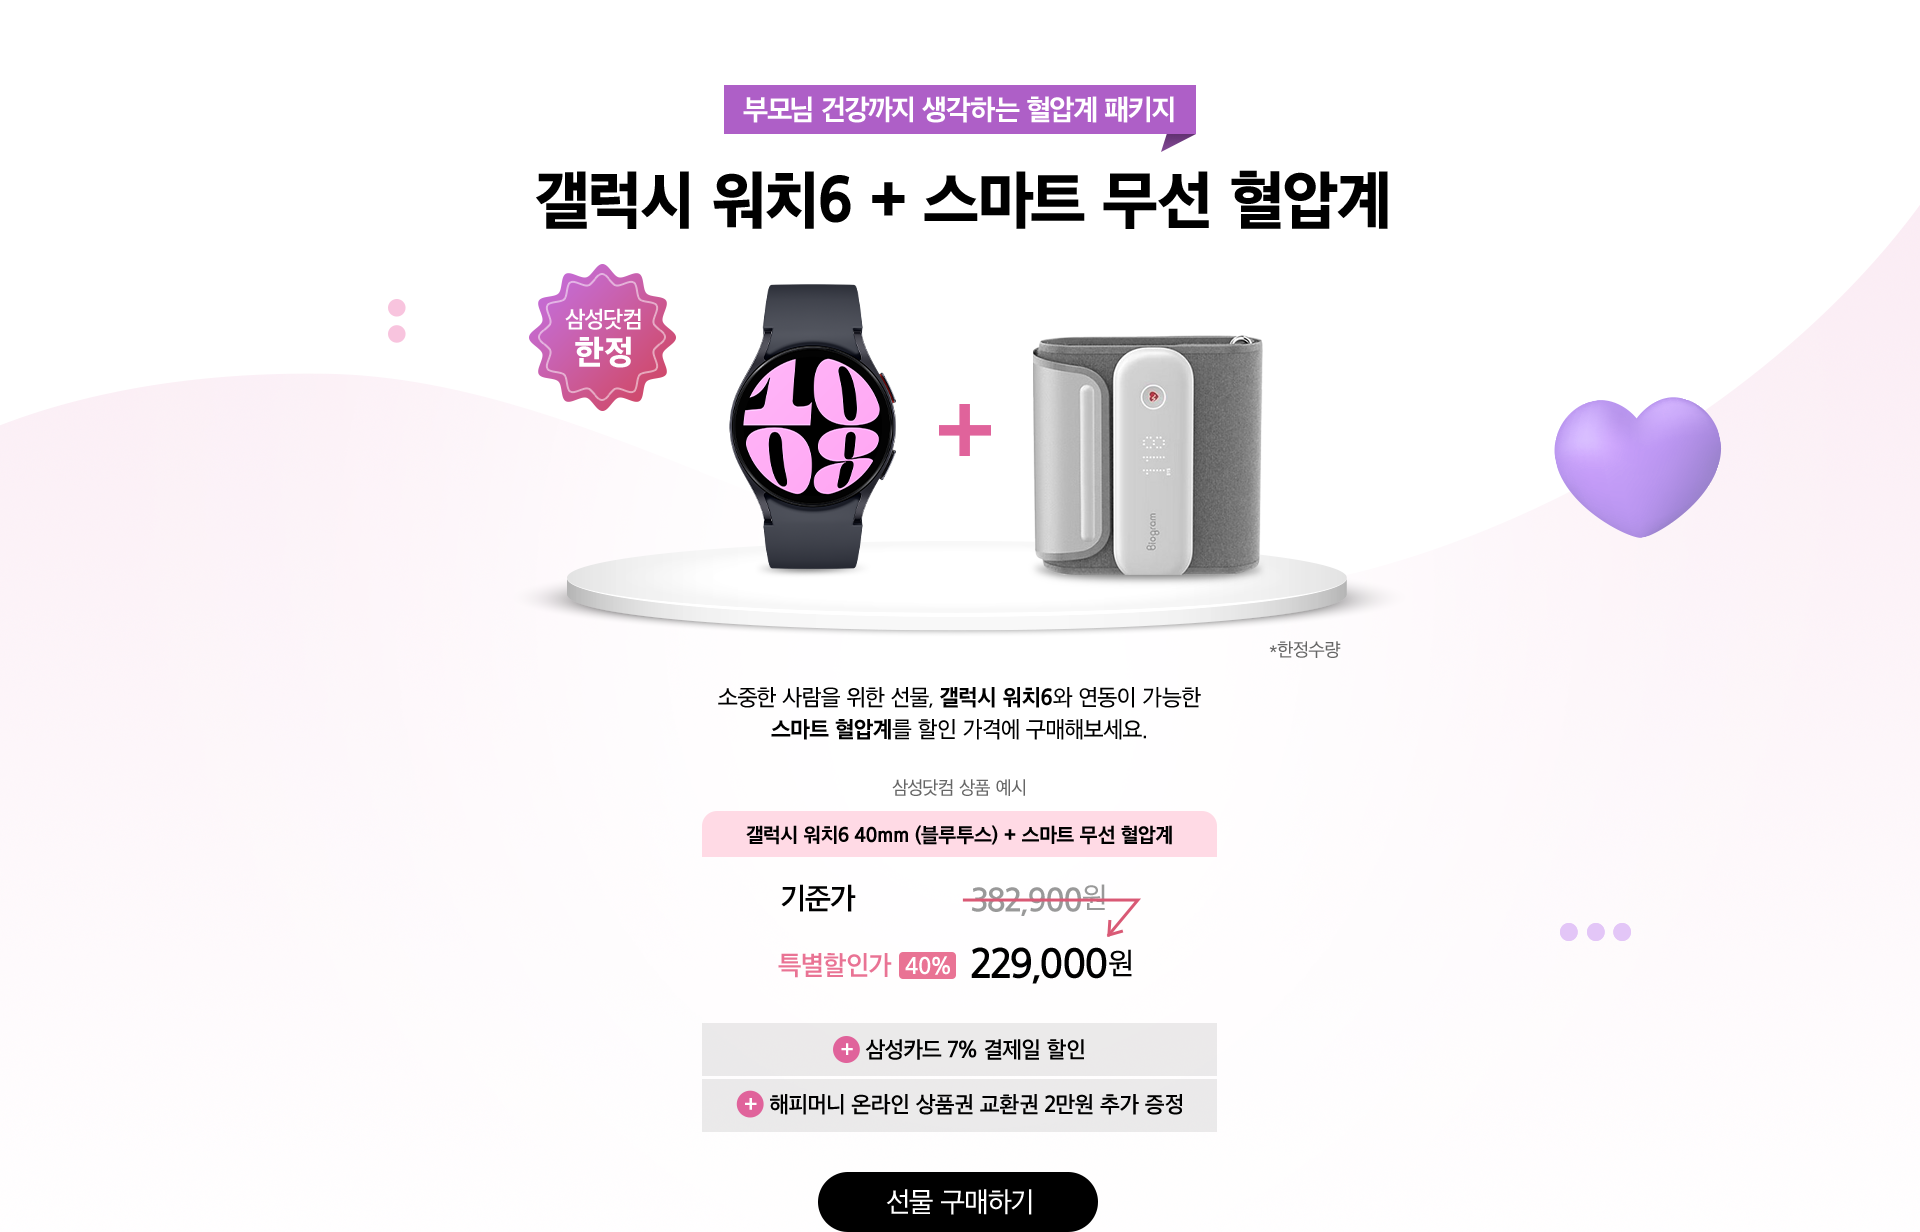 부모님 건강까지 생각하는 혈압계 패키지
갤럭시 워치6 + 스마트 무선 혈압계
삼성닷컴
한정
10
08
+
118
Biogram
*한정수량
소중한 사람을 위한 선물, 갤럭시 워치6와 연동이 가능한
스마트 혈압계를 할인 가격에 구매해보세요.
삼성닷컴 상품 예시
갤럭시 워치6 40mm (블루투스) + 스마트 무선 혈압계
기준가 382,900원
특별할인가 40% 229,000원
+ 삼성카드 7% 결제일 할인
+ 해피머니 온라인 상품권 교환권 2만원 추가 증정
선물 구매하기